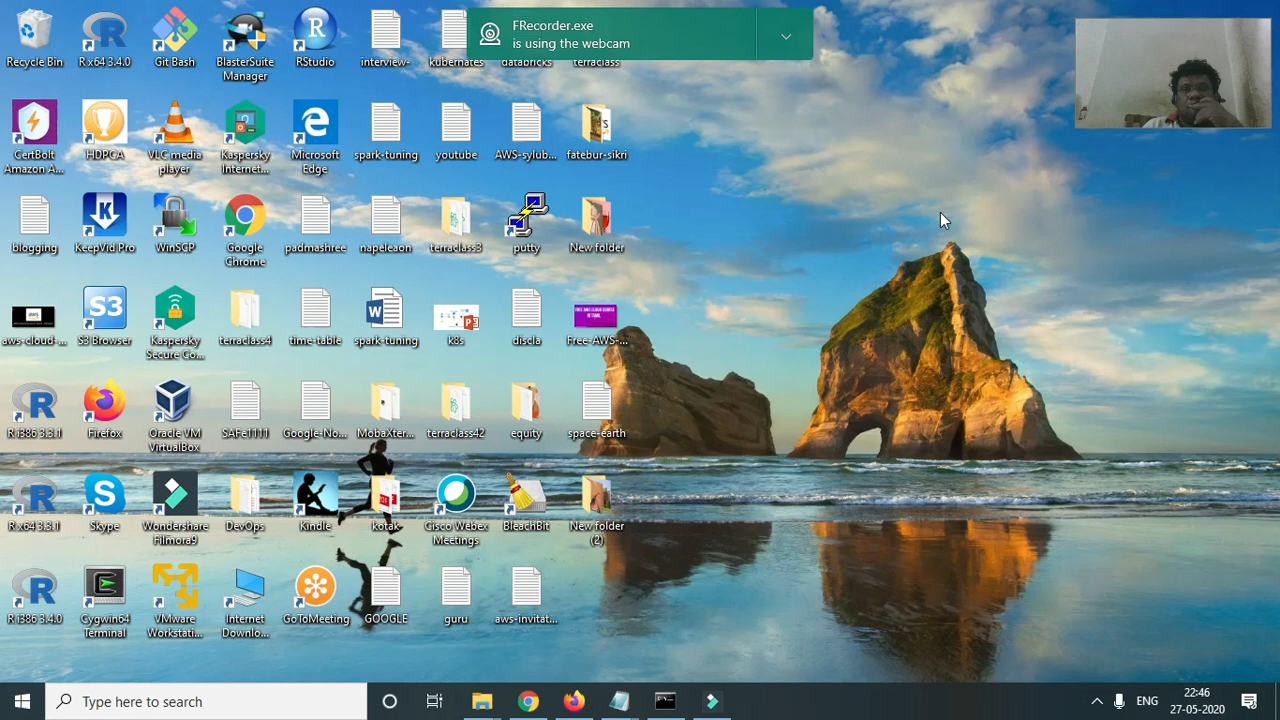 FRecorder.exe
is using the webcam
Recycle Bin
R x64 3.4.0
Git Bash
BlasterSuite
Manager
RStudio
interview-
kubernates
databricks
terraclass
CertBolt
Amazon A...
HDPCA
VLC media
player
Kaspersky
Internet...
Microsoft
Edge
spark-tuning
youtube
AWS-sylub...
fatebur-sikri
blogging
KeepVid Pro
WinSCP
Google
Chrome
padmashree
napeleaon
terraclass3
putty
New folder
aws-cloud-...
S3 Browser
Kaspersky
Secure Co...
terraclass4
time-table
spark-tuning
k8s
discla
Free-AWS-...
R i386 3.3.1
Firefox
Oracle VM
VirtualBox
SAFe1111
Google-No...
MobaXter...
terraclass42
equity
space-earth
R x64 3.3.1
Skype
Wondershare
Filmora9
DevOps
Kindle
kotak
Cisco Webex
Meetings
BleachBit
New folder
(2)
R i386 3.4.0
Cygwin64
Terminal
VMware
Workstati...
Internet
Downlo...
GoToMeeting
GOOGLE
guru
aws-invitat...
Type here to search
ENG
22:46
27-05-2020